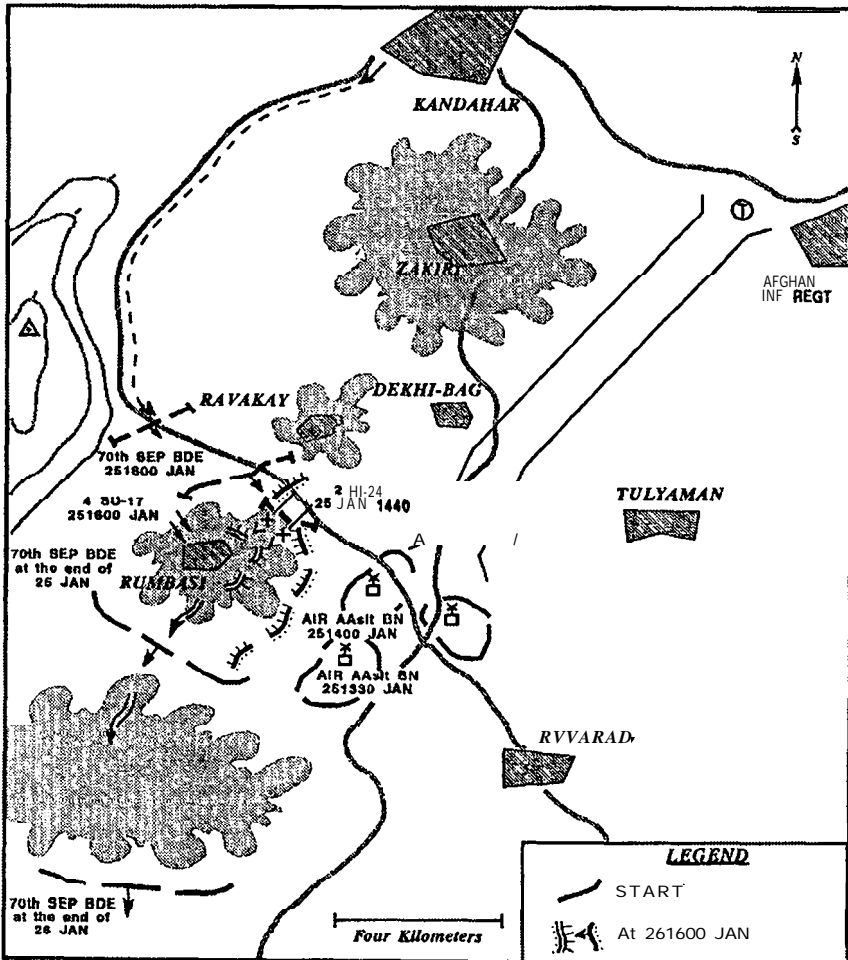 KANDAHAR
N
S
T
ZAKIRI
AFGHAN
INF REGT
RAVAKAY
DEKHI-BAG
70th SEP BDE
251600 JAN
2 HI-24
25 JAN 1440
4 SU-17
251600 JAN
TULYAMAN
70th SEP BDE
at the end of
25 JAN
RUMBASI
A
AIR AAslt BN
251400 JAN
AIR AAslt BN
251330 JAN
RVVARAD
70th SEP BDE
at the end of
26 JAN
Four Kilometers
LEGEND
START
At 261600 JAN